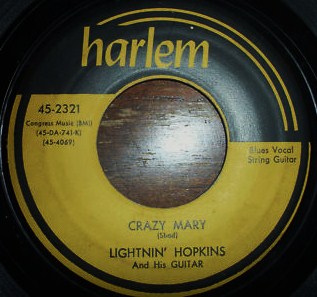 harlem
45-2321
Congress Music (BMI)
(45-DA-741-K)
(45-4069)
Blues Vocal
String Guitar
CRAZY MARY
(Shad)
LIGHTNIN' HOPKINS
And His GUITAR